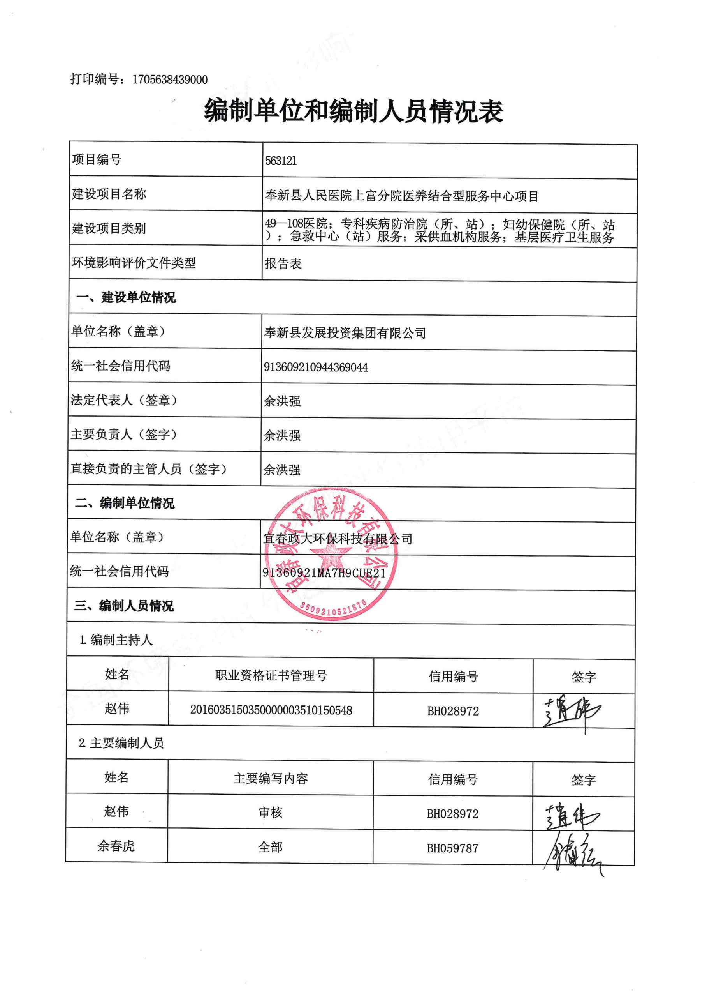 打印编号：1705638439000
编制单位和编制人员情况表
项目编号 56312l
建设项目名称 奉新县人民医院上富分院医养结合型服务中心项目
建设项目类别 49—108医院；专科疾病防治院（所、站）；妇幼保健院（所、站
）；急救中心（站）服务；采供血机构服务；基层医疗卫生服务
环境影响评价文件类型 报告表
一、建设单位情况
单位名称（盖章） 奉新县发展投资集团有限公司
统一社会信用代码 913609210944369044
法定代表人（签章） 余洪强
主要负责人（签字） 余洪强
直接负责的主管人员（签字） 余洪强
二、编制单位情况
宜春政大环保科技有限公司
单位名称（盖章） 宜春政大环保科技有限公司
统一社会信用代码 91360921MA7H9CUE21
3609210521876
三、编制人员情况
1.编制主持人
姓名 职业资格证书管理号 信用编号 签字
赵伟 2016035150350000003510150548 BH028972 趙伟
2.主要编制人员
姓名 主要编写内容 信用编号 签字
赵伟 审核 BH028972 趙伟
余春虎 全部 BH059787 余春虎